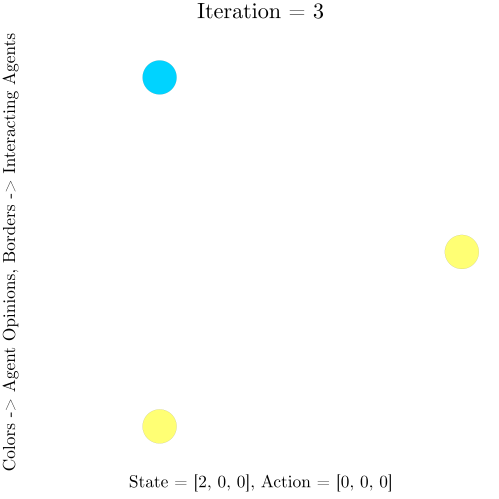 Iteration = 3
Colors -> Agent Opinions, Borders -> Interacting Agents
State = [2, 0, 0], Action = [0, 0, 0]